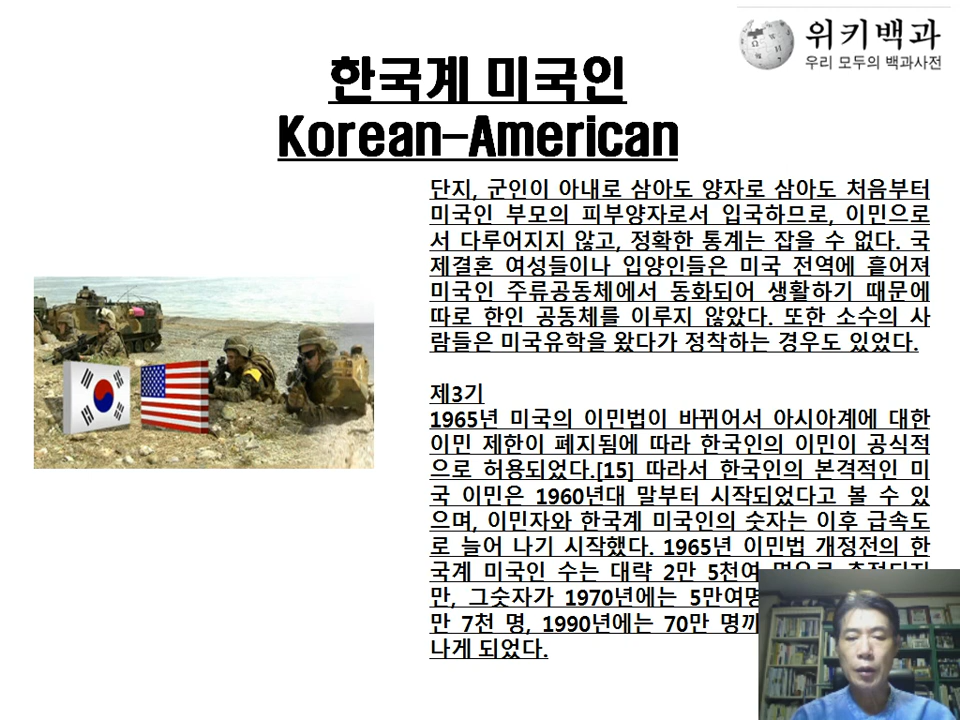 위키백과
우리 모두의 백과사전
한국계 미국인
Korean-American
단지, 군인이 아내로 삼아도 양자로 삼아도 처음부터
미국인 부모의 피부양자로서 입국하므로, 이민으로
서 다루어지지 않고, 정확한 통계는 잡을 수 없다. 국
제결혼 여성들이나 입양인들은 미국 전역에 흩어져
미국인 주류공동체에서 동화되어 생활하기 때문에
따로 한인 공동체를 이루지 않았다. 또한 소수의 사
람들은 미국유학을 왔다가 정착하는 경우도 있었다.
제3기
1965년 미국의 이민법이 바뀌어서 아시아계에 대한
이민 제한이 폐지됨에 따라 한국인의 이민이 공식적
으로 허용되었다.[15] 따라서 한국인의 본격적인 미
국 이민은 1960년대 말부터 시작되었다고 볼 수 있
으며, 이민자와 한국계 미국인의 숫자는 이후 급속도
로 늘어 나기 시작했다. 1965년 이민법 개정전의 한
국계 미국인 수는 대략 2만 5천여
만, 그숫자가 1970년에는 5만여명
만 7천 명, 1990년에는 70만 명까
나게 되었다.